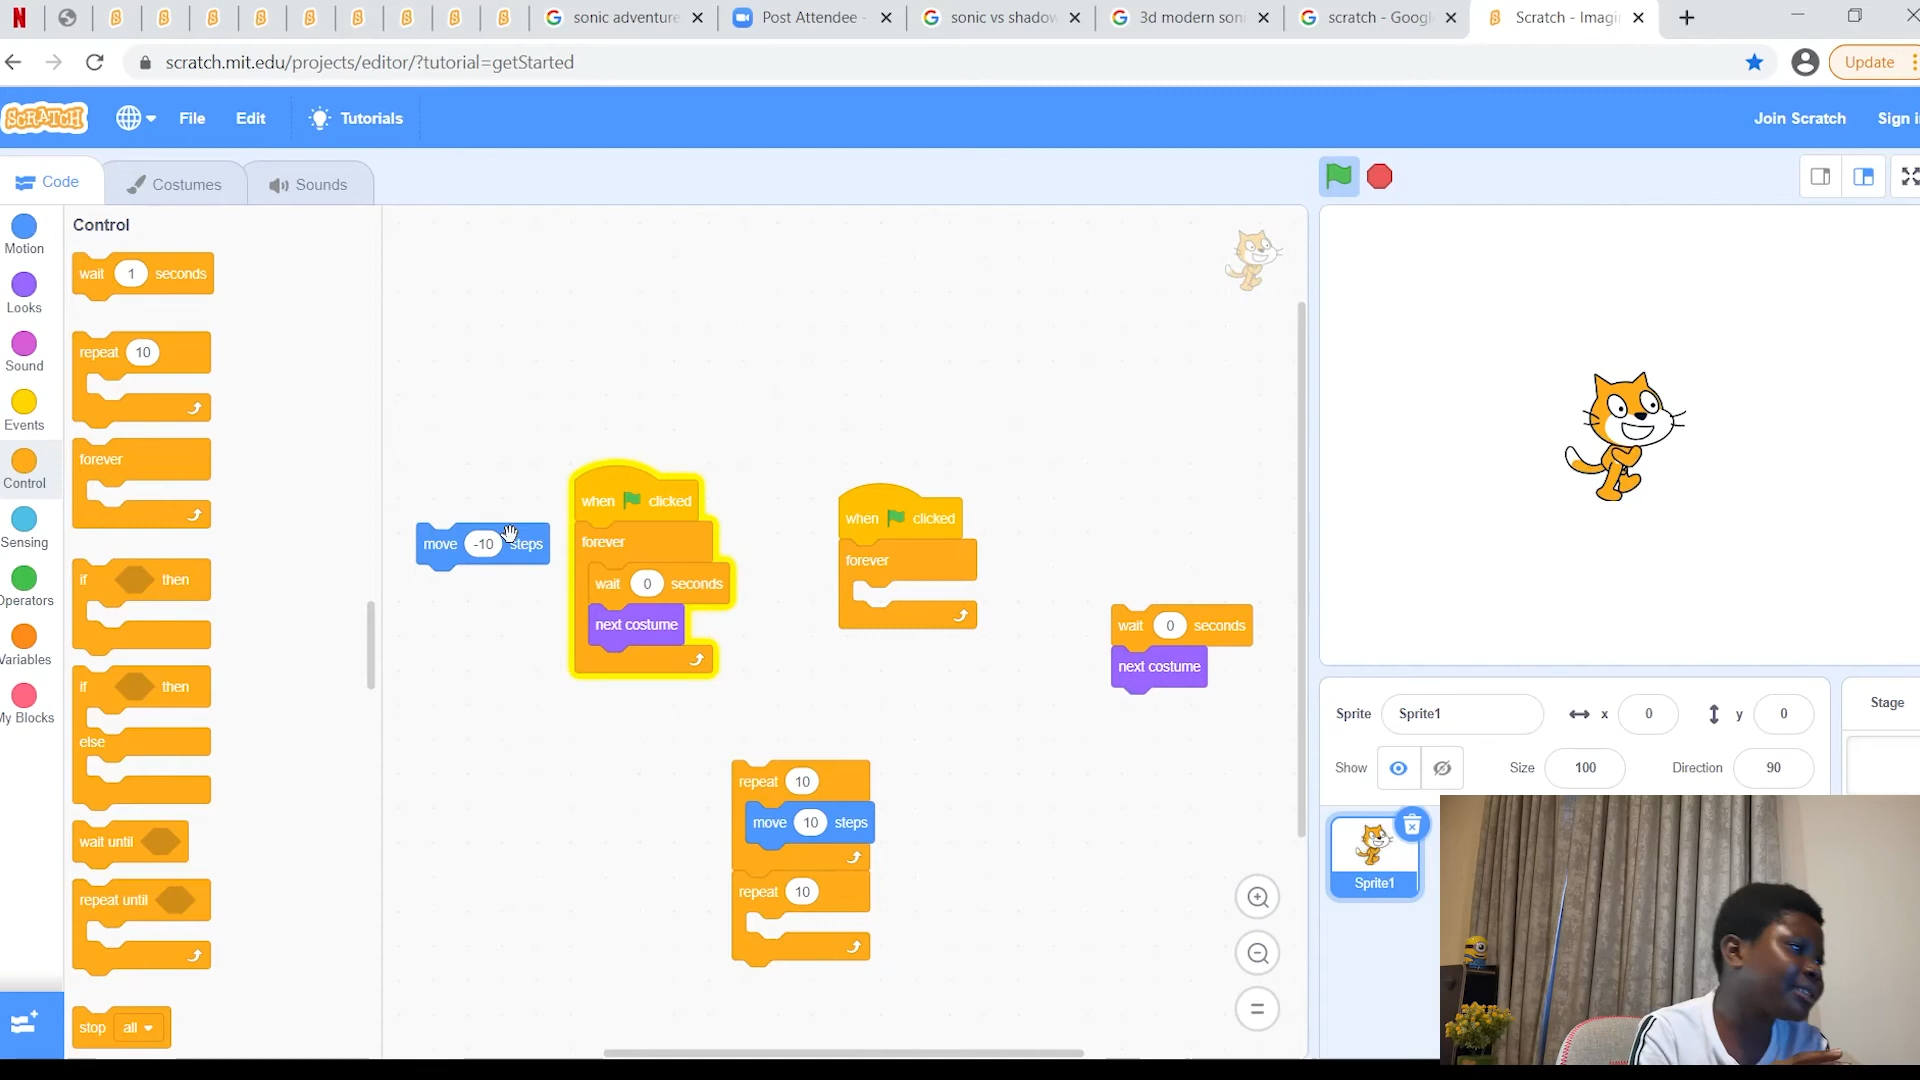 N
sonic adventure
Post Attendee -
sonic vs shadow
3d modern son
scratch - Google
Scratch - Imagi
scratch.mit.edu/projects/editor/?tutorial=getStarted
Update
SCRATCH
File
Edit
Tutorials
Join Scratch
Sign i
Code
Costumes
Sounds
Motion
Looks
Sound
Events
Control
Sensing
Operators
Variables
My Blocks
Control
wait 1 seconds
repeat 10
forever
if then
if then
else
wait until
repeat until
stop all
move -10 steps
when clicked
forever
wait 0 seconds
next costume
when clicked
forever
wait 0 seconds
next costume
repeat 10
move 10 steps
repeat 10
Sprite Sprite1 x 0 y 0
Show Size 100 Direction 90
Sprite1
Stage